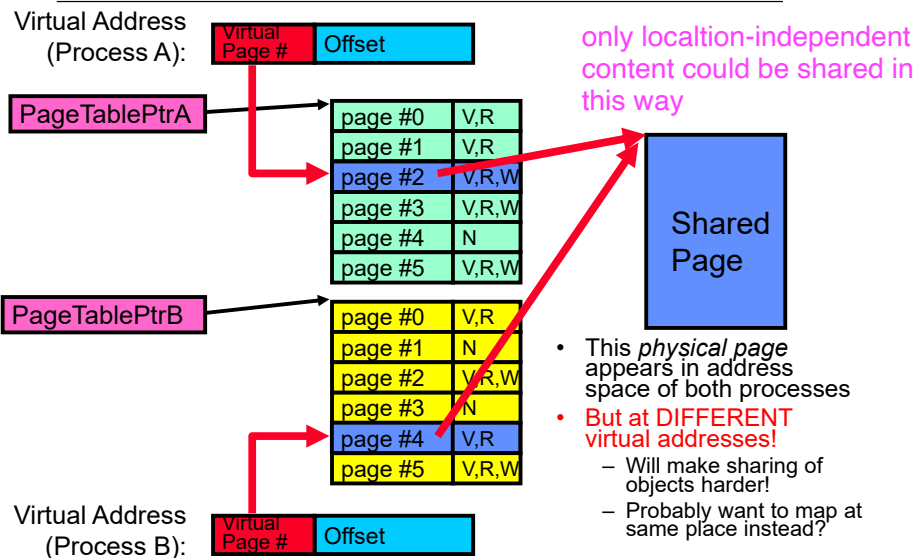 Virtual Address
(Process A):
Virtual
Page #
Offset
only localtion-independent
content could be shared in
this way
PageTablePtrA
page #0 V,R
page #1 V,R
page #2 V,R,W
page #3 V,R,W
page #4 N
page #5 V,R,W
Shared
Page
PageTablePtrB
page #0 V,R
page #1 N
page #2 V,R,W
page #3 N
page #4 V,R
page #5 V,R,W
• This physical page
appears in address
space of both processes
• But at DIFFERENT
virtual addresses!
– Will make sharing of
objects harder!
– Probably want to map at
same place instead?
Virtual Address
(Process B):
Virtual
Page #
Offset